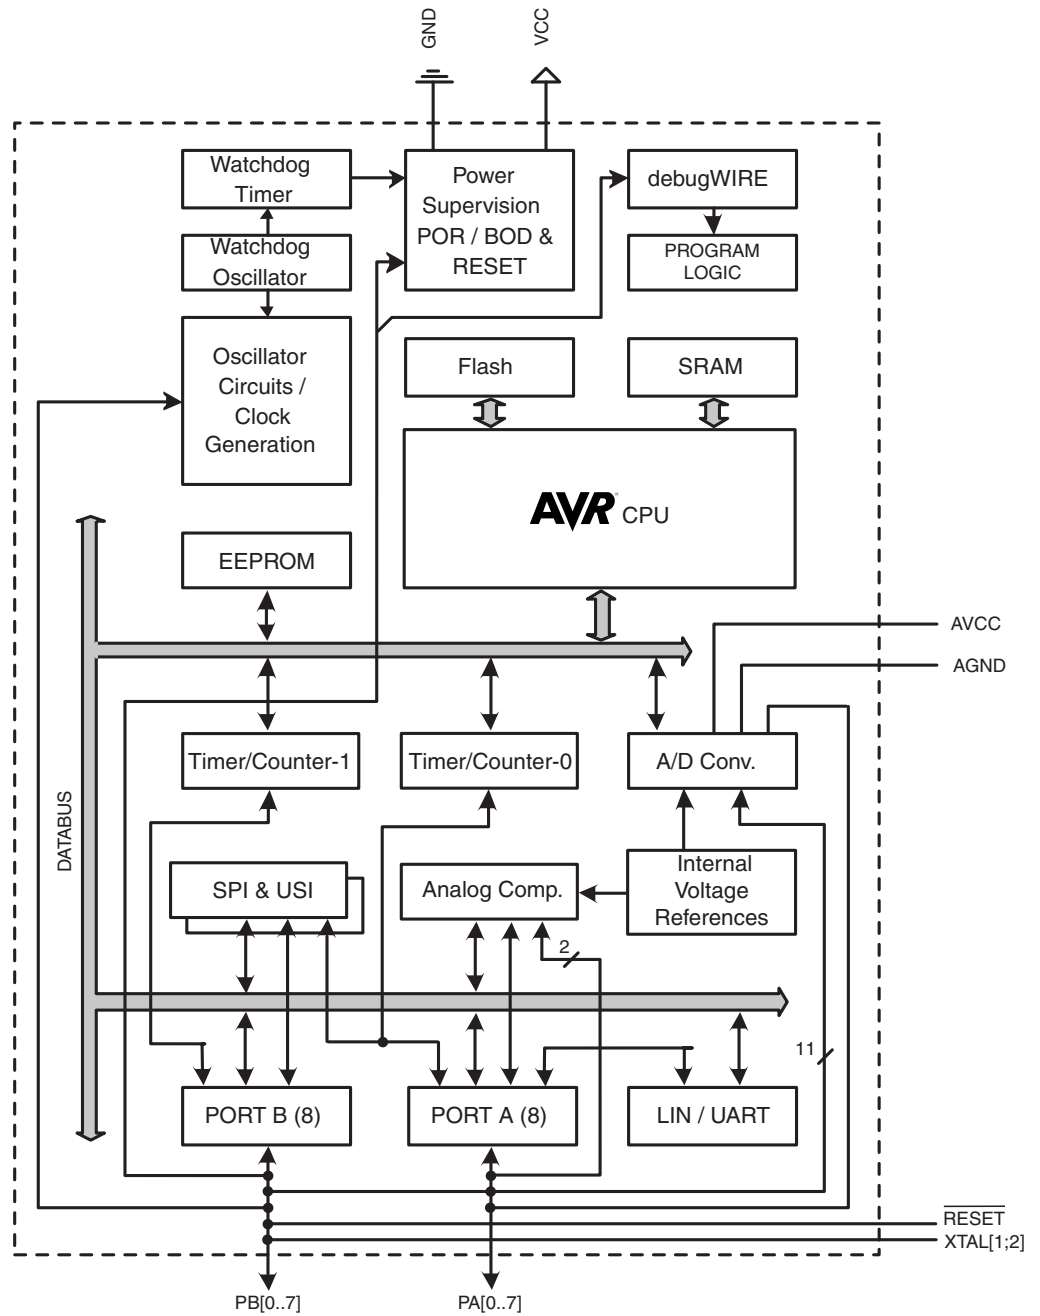 GND
VCC
Watchdog
Timer
Power
Supervision
POR / BOD &
RESET
debugWIRE
Watchdog
Oscillator
PROGRAM
LOGIC
Oscillator
Circuits /
Clock
Generation
Flash
SRAM
AVR® CPU
EEPROM
AVCC
AGND
Timer/Counter-1
Timer/Counter-0
A/D Conv.
DATABUS
SPI & USI
Analog Comp.
Internal
Voltage
References
2
11
PORT B (8)
PORT A (8)
LIN / UART
RESET
XTAL[1;2]
PB[0..7]
PA[0..7]